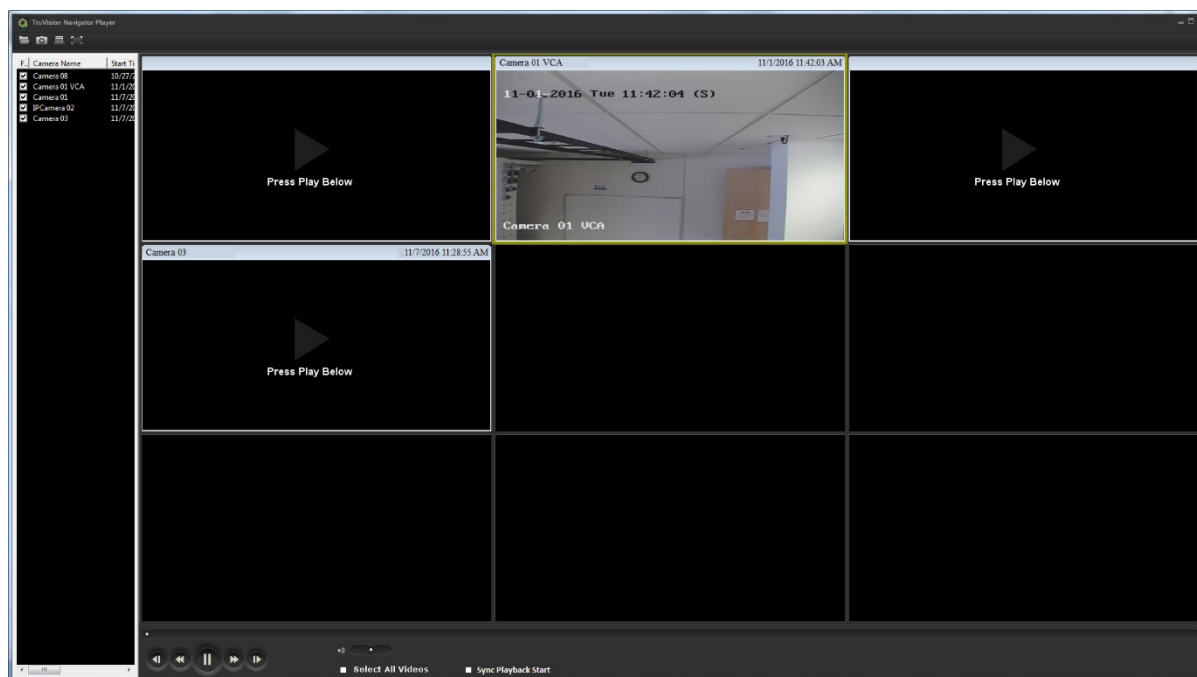 TruVision Navigator Player
F... Camera Name Start Ti
Camera 08 10/27/2
Camera 01 VCA 11/1/20
Camera 01 11/7/20
IPCamera 02 11/7/20
Camera 03 11/7/20
Camera 01 VCA 11/1/2016 11:42:03 AM
11-01-2016 Tue 11:42:04 (S)
Press Play Below
Press Play Below
Camera 01 VCA
Camera 03 11/7/2016 11:28:55 AM
Press Play Below
Select All Videos Sync Playback Start